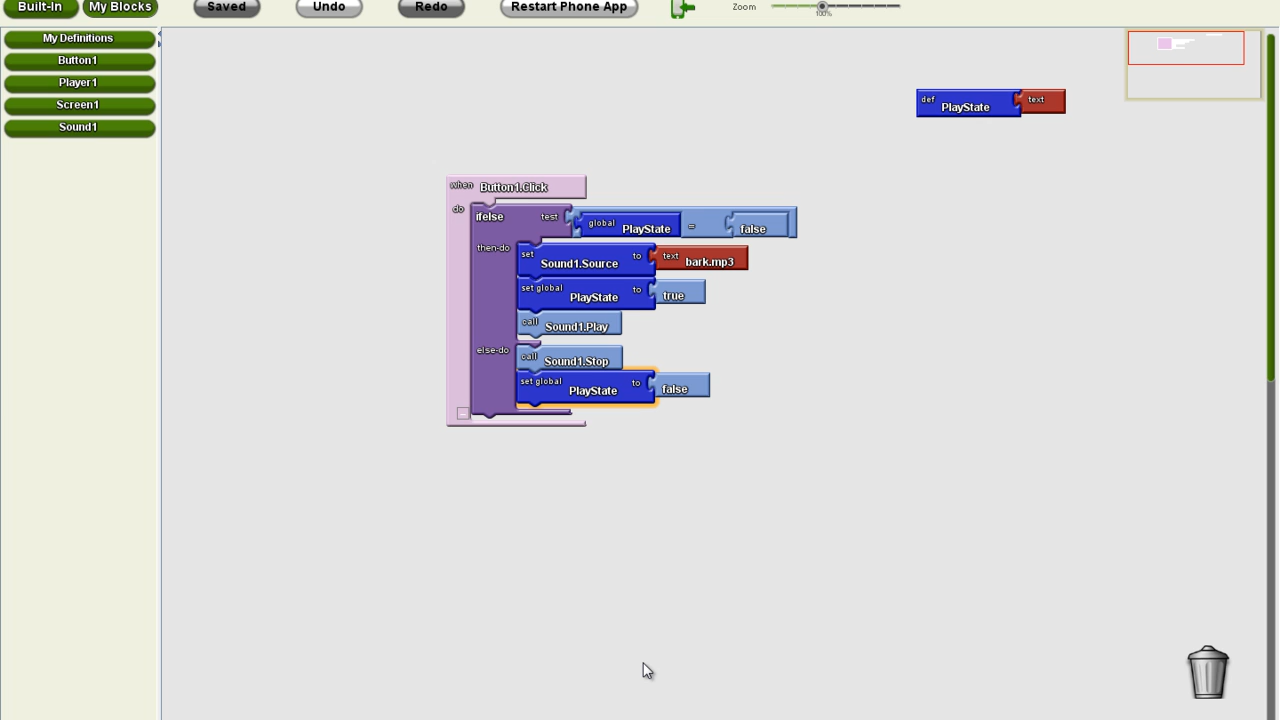 Built-In My Blocks Saved Undo Redo Restart Phone App Zoom
100%
My Definitions
Button1
Player1
Screen1
Sound1
def PlayState text
when Button1.Click
do ifelse test global PlayState = false
then-do set Sound1.Source to text bark.mp3
set global PlayState to true
call Sound1.Play
else-do call Sound1.Stop
set global PlayState to false